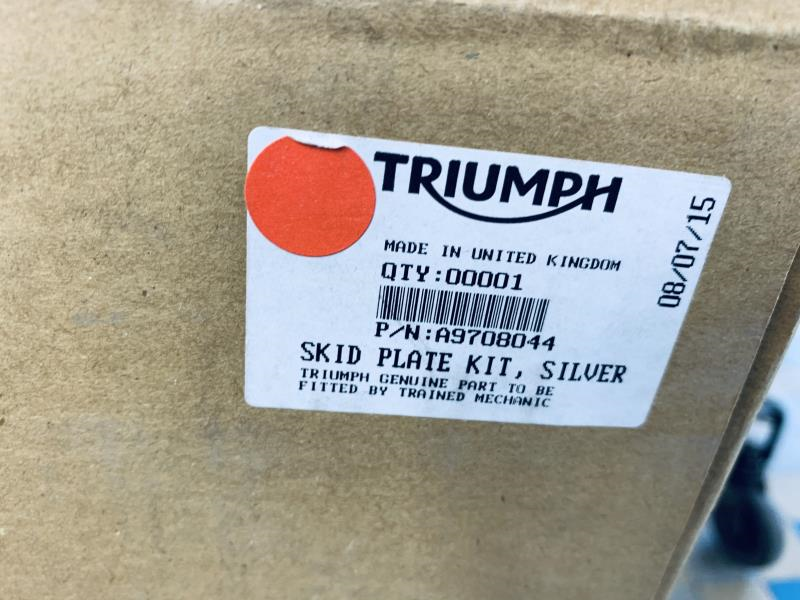 TRIUMPH
MADE IN UNITED KINGDOM
QTY:00001
P/N:A9708044
SKID PLATE KIT, SILVER
TRIUMPH GENUINE PART TO BE
FITTED BY TRAINED MECHANIC
08/07/15